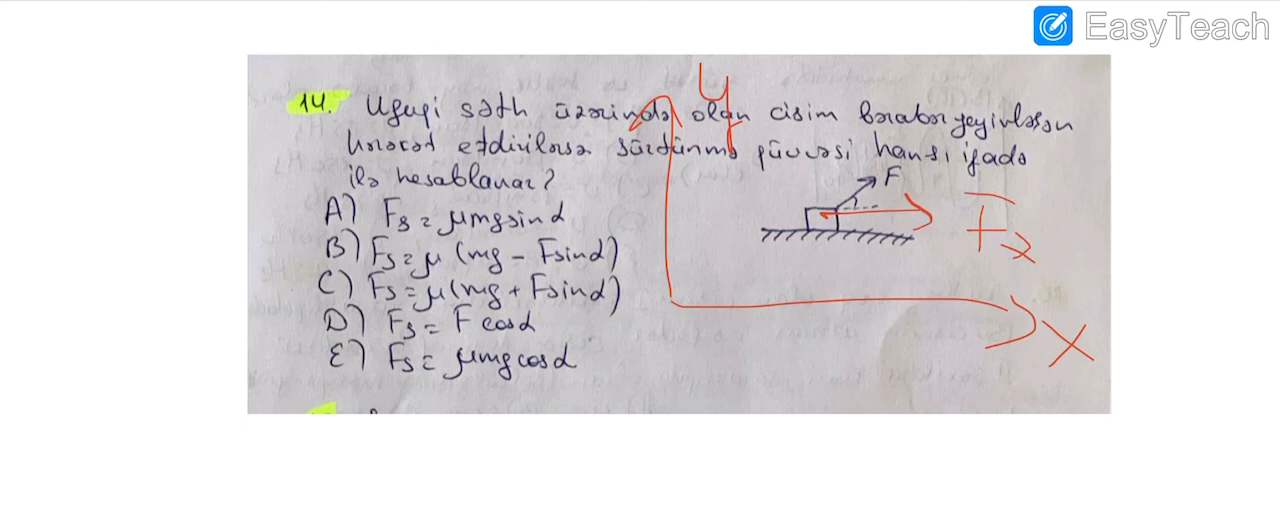 EasyTeach
14. Üfüqi səth üzərində olan cisim bərabəryeyinləşən
hərəkət etdirilərsə sürtünmə qüvvəsi hansı ifadə
ilə hesablanar?
A) Fs = μmgsinα
B) Fs = μ (mg - Fsinα)
C) Fs = μ(mg + Fsinα)
D) Fs = F cosα
E) Fs = μmgcosα
F
y
x